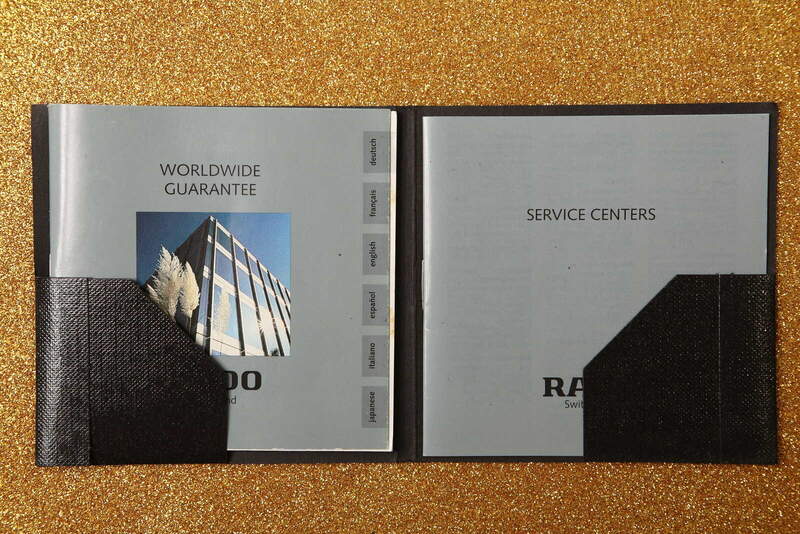 WORLDWIDE
GUARANTEE
deutsch
français
english
español
italiano
japanese
SERVICE CENTERS